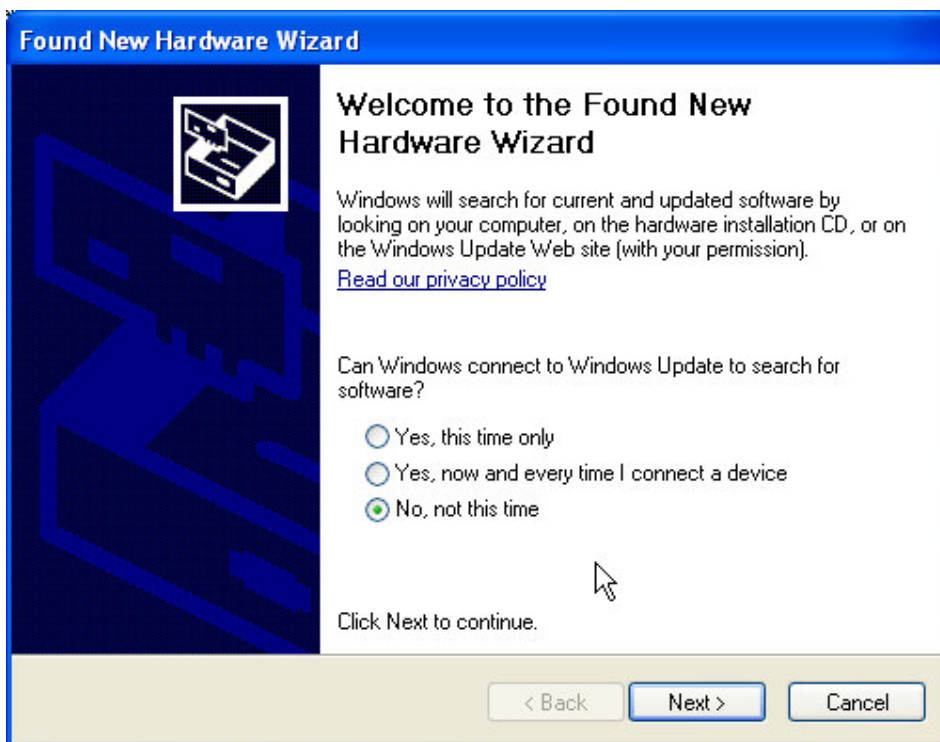 Found New Hardware Wizard
Welcome to the Found New
Hardware Wizard
Windows will search for current and updated software by
looking on your computer, on the hardware installation CD, or on
the Windows Update Web site (with your permission).
Read our privacy policy
Can Windows connect to Windows Update to search for
software?
Yes, this time only
Yes, now and every time I connect a device
No, not this time
Click Next to continue.
< Back
Next >
Cancel